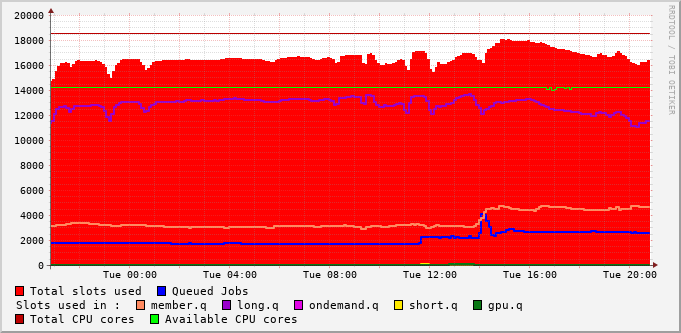 20000
18000
16000
14000
12000
10000
8000
6000
4000
2000
0
Tue 00:00 Tue 04:00 Tue 08:00 Tue 12:00 Tue 16:00 Tue 20:00
RRDTOOL / TOBI OETIKER
Total slots used Queued Jobs
Slots used in : member.q long.q ondemand.q short.q gpu.q
Total CPU cores Available CPU cores